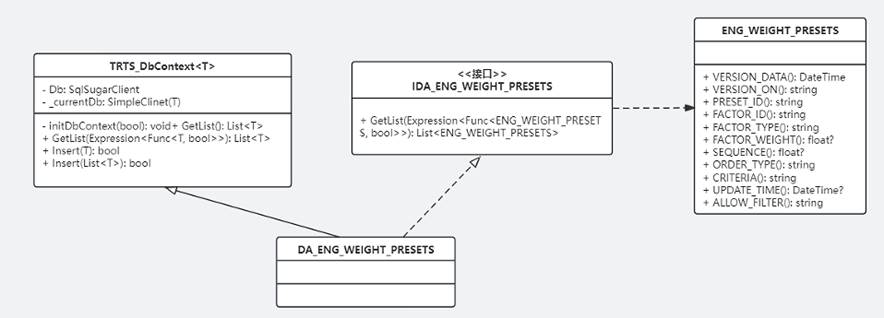 TRTS_DbContext<T>
- Db: SqlSugarClient
- _currentDb: SimpleClinet(T)
- initDbContext(bool): void+ GetList(): List<T>
+ GetList(Expression<Func<T, bool>>): List<T>
+ Insert(T): bool
+ Insert(List<T>): bool
<<接口>>
IDA_ENG_WEIGHT_PRESETS
+ GetList(Expression<Func<ENG_WEIGHT_PRESET
S, bool>>): List<ENG_WEIGHT_PRESETS>
ENG_WEIGHT_PRESETS
+ VERSION_DATA(): DateTime
+ VERSION_ON(): string
+ PRESET_ID(): string
+ FACTOR_ID(): string
+ FACTOR_TYPE(): string
+ FACTOR_WEIGHT(): float?
+ SEQUENCE(): float?
+ ORDER_TYPE(): string
+ CRITERIA(): string
+ UPDATE_TIME(): DateTime?
+ ALLOW_FILTER(): string
DA_ENG_WEIGHT_PRESETS